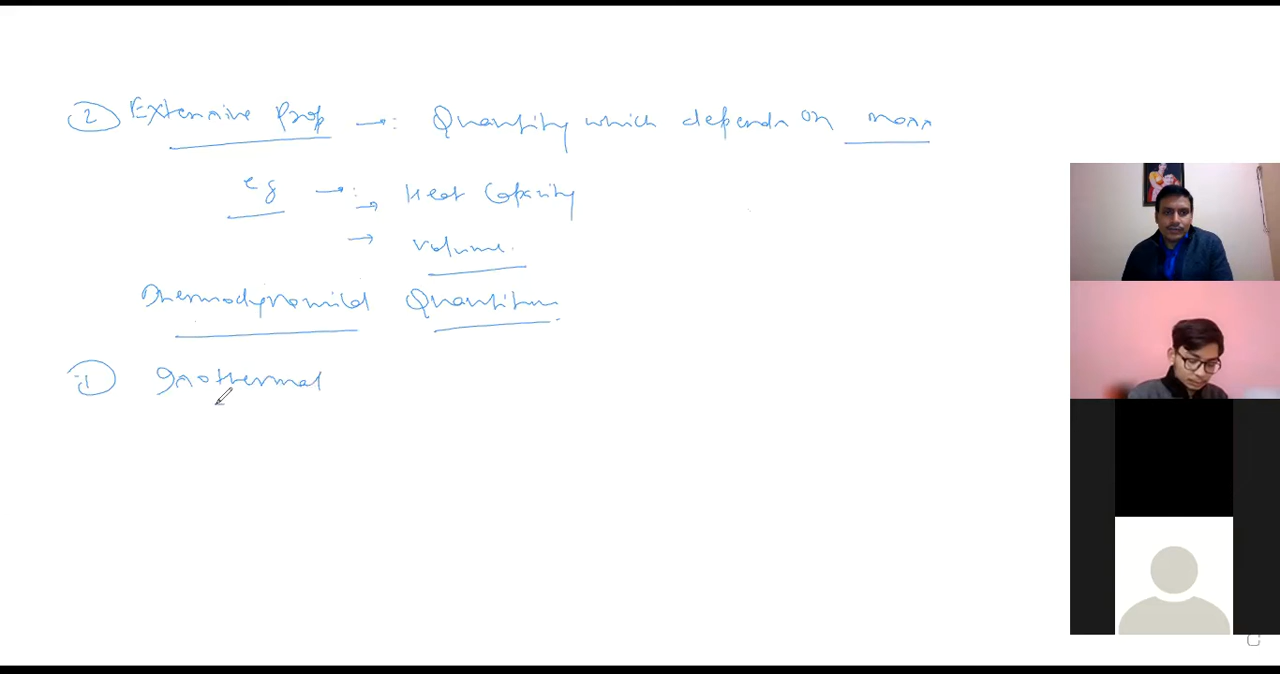 2 Extensive Prop →: Quantity which depends on mass
eg →: → Heat Capacity
→ Volume.
Thermodynamical Quantities
:1 Isothermal